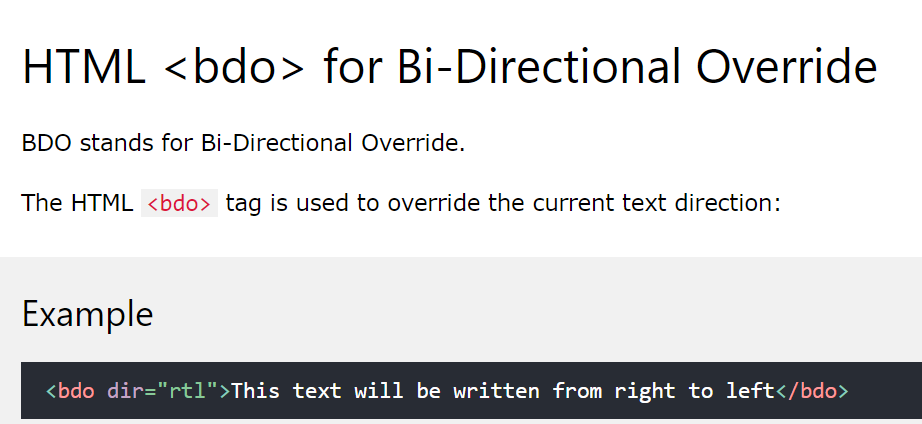 HTML <bdo> for Bi-Directional Override
BDO stands for Bi-Directional Override.
The HTML <bdo> tag is used to override the current text direction:
Example
<bdo dir="rtl">This text will be written from right to left</bdo>